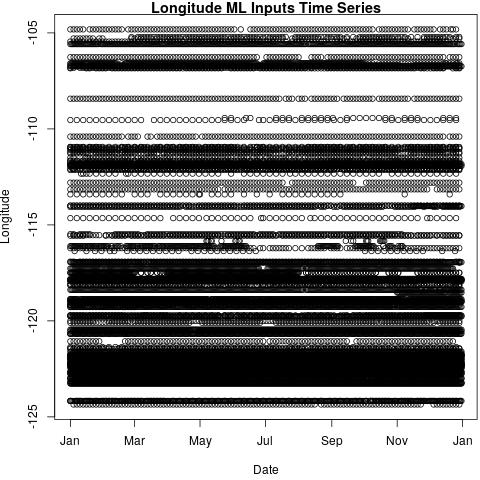 Longitude ML Inputs Time Series
-105
-110
-115
-120
-125
Longitude
Jan Mar May Jul Sep Nov Jan
Date